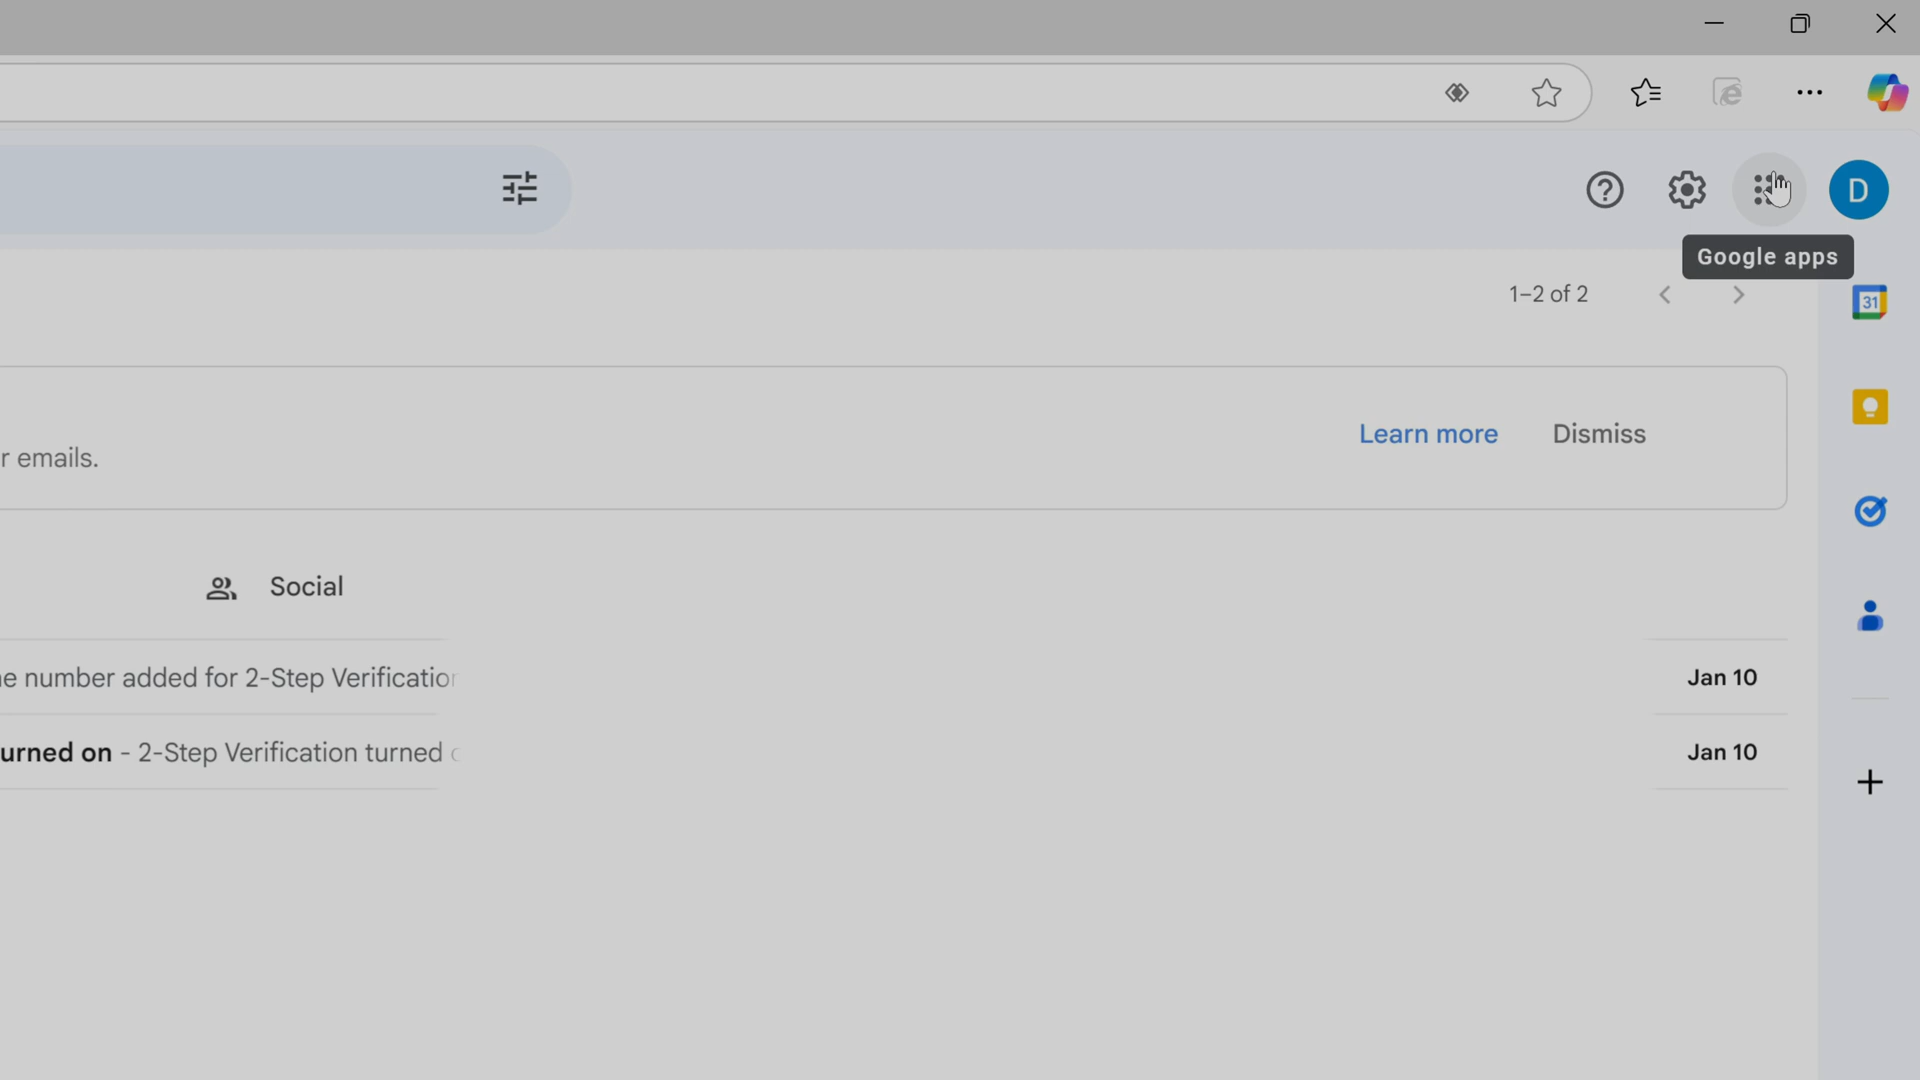 D
Google apps
1–2 of 2
31
Learn more Dismiss
r emails.
Social
e number added for 2-Step Verification
Jan 10
urned on - 2-Step Verification turned
Jan 10